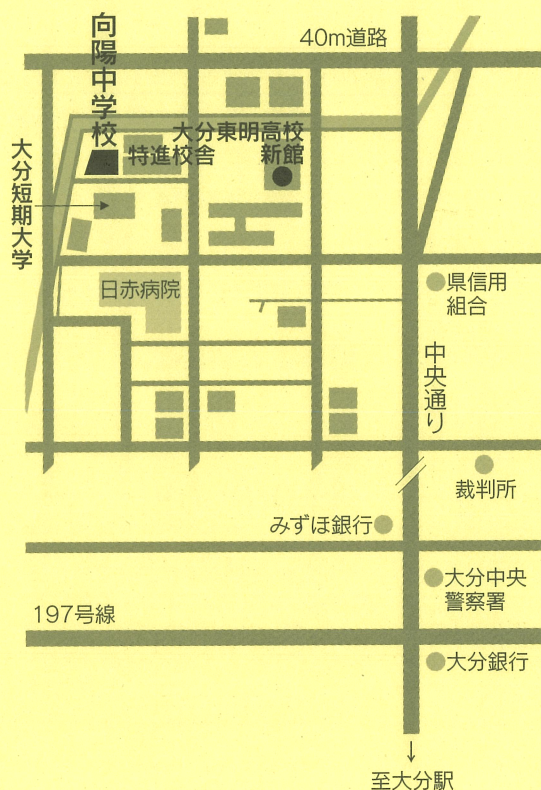 向陽中学校
40m道路
大分東明高校
特進校舎
新館
大分短期大学
日赤病院
県信用
組合
中央通り
裁判所
みずほ銀行
大分中央
警察署
197号線
大分銀行
至大分駅